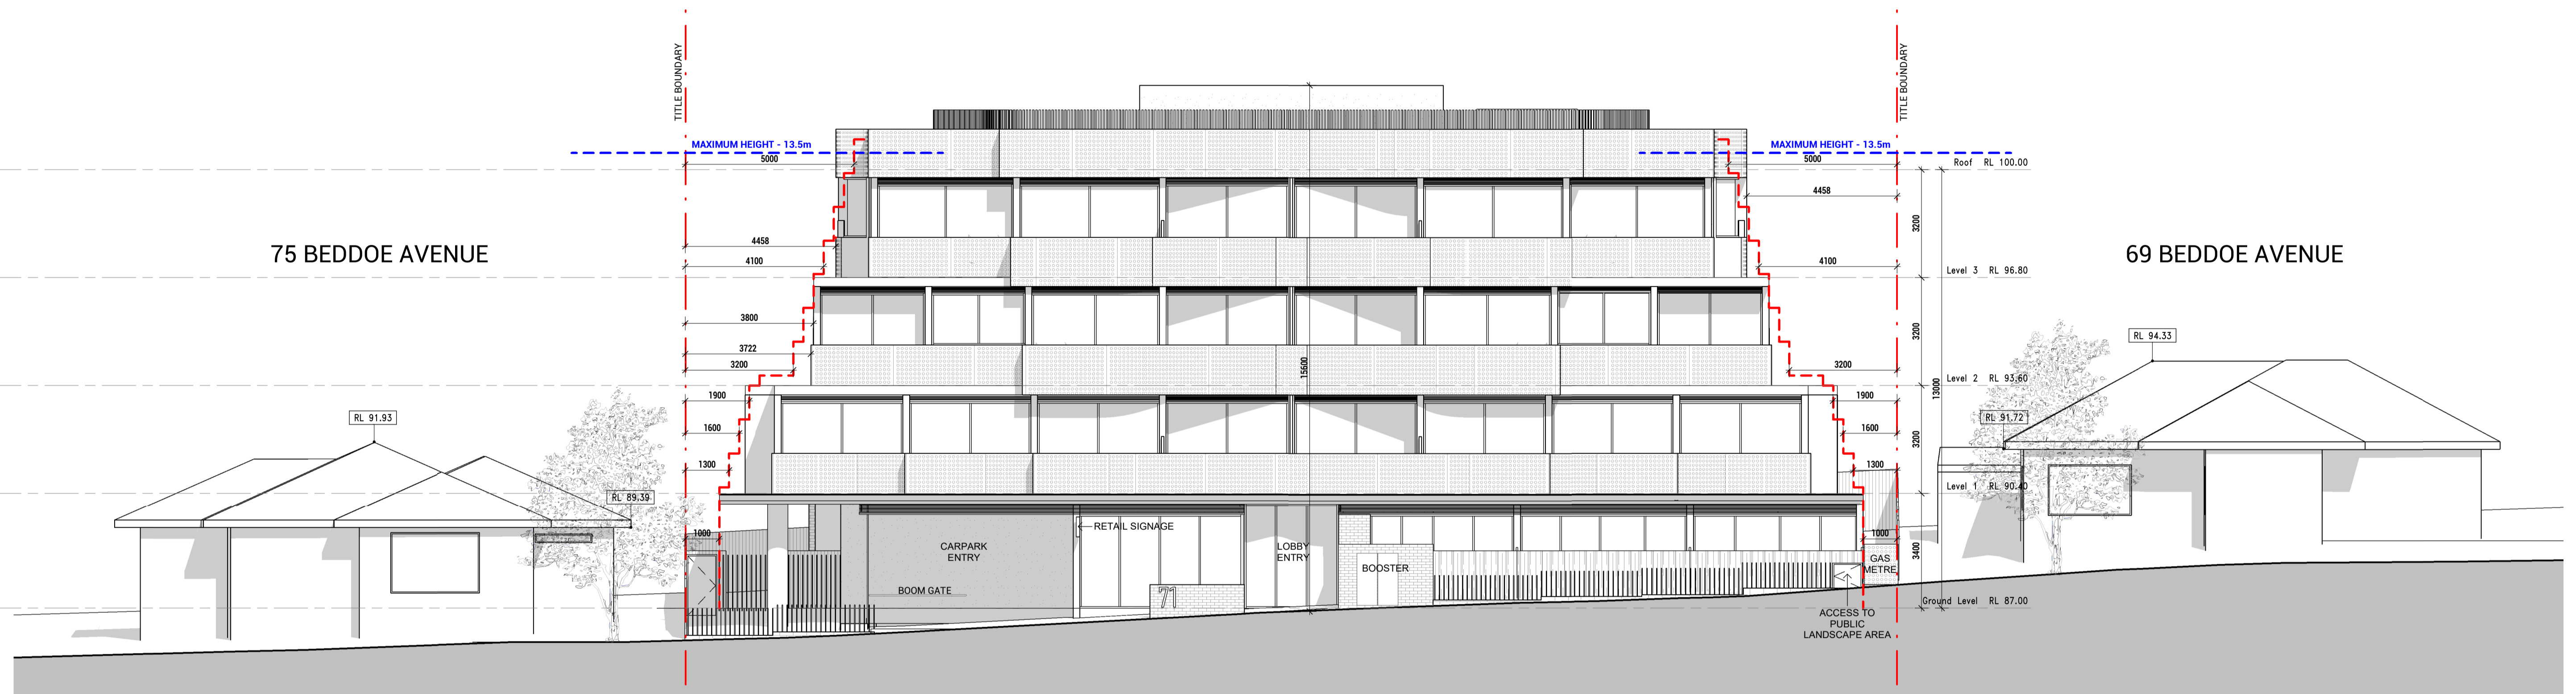 TITLE BOUNDARY
TITLE BOUNDARY
MAXIMUM HEIGHT - 13.5m
MAXIMUM HEIGHT - 13.5m
5000
5000
Roof RL 100.00
4458
3200
4458
75 BEDDOE AVENUE
69 BEDDOE AVENUE
4100
4100
Level 3 RL 96.80
3800
3200
RL 94.33
3722
3200
15600
3200
Level 2 RL 93.60
13000
1900
1900
RL 91.93
RL 91.72
1600
1600
3200
1300
1300
RL 89.39
Level 1 RL 90.40
RETAIL SIGNAGE
1000
1000
CARPARK
ENTRY
LOBBY
ENTRY
3400
GAS
METRE
BOOSTER
BOOM GATE
71
Ground Level RL 87.00
ACCESS TO
PUBLIC
LANDSCAPE AREA